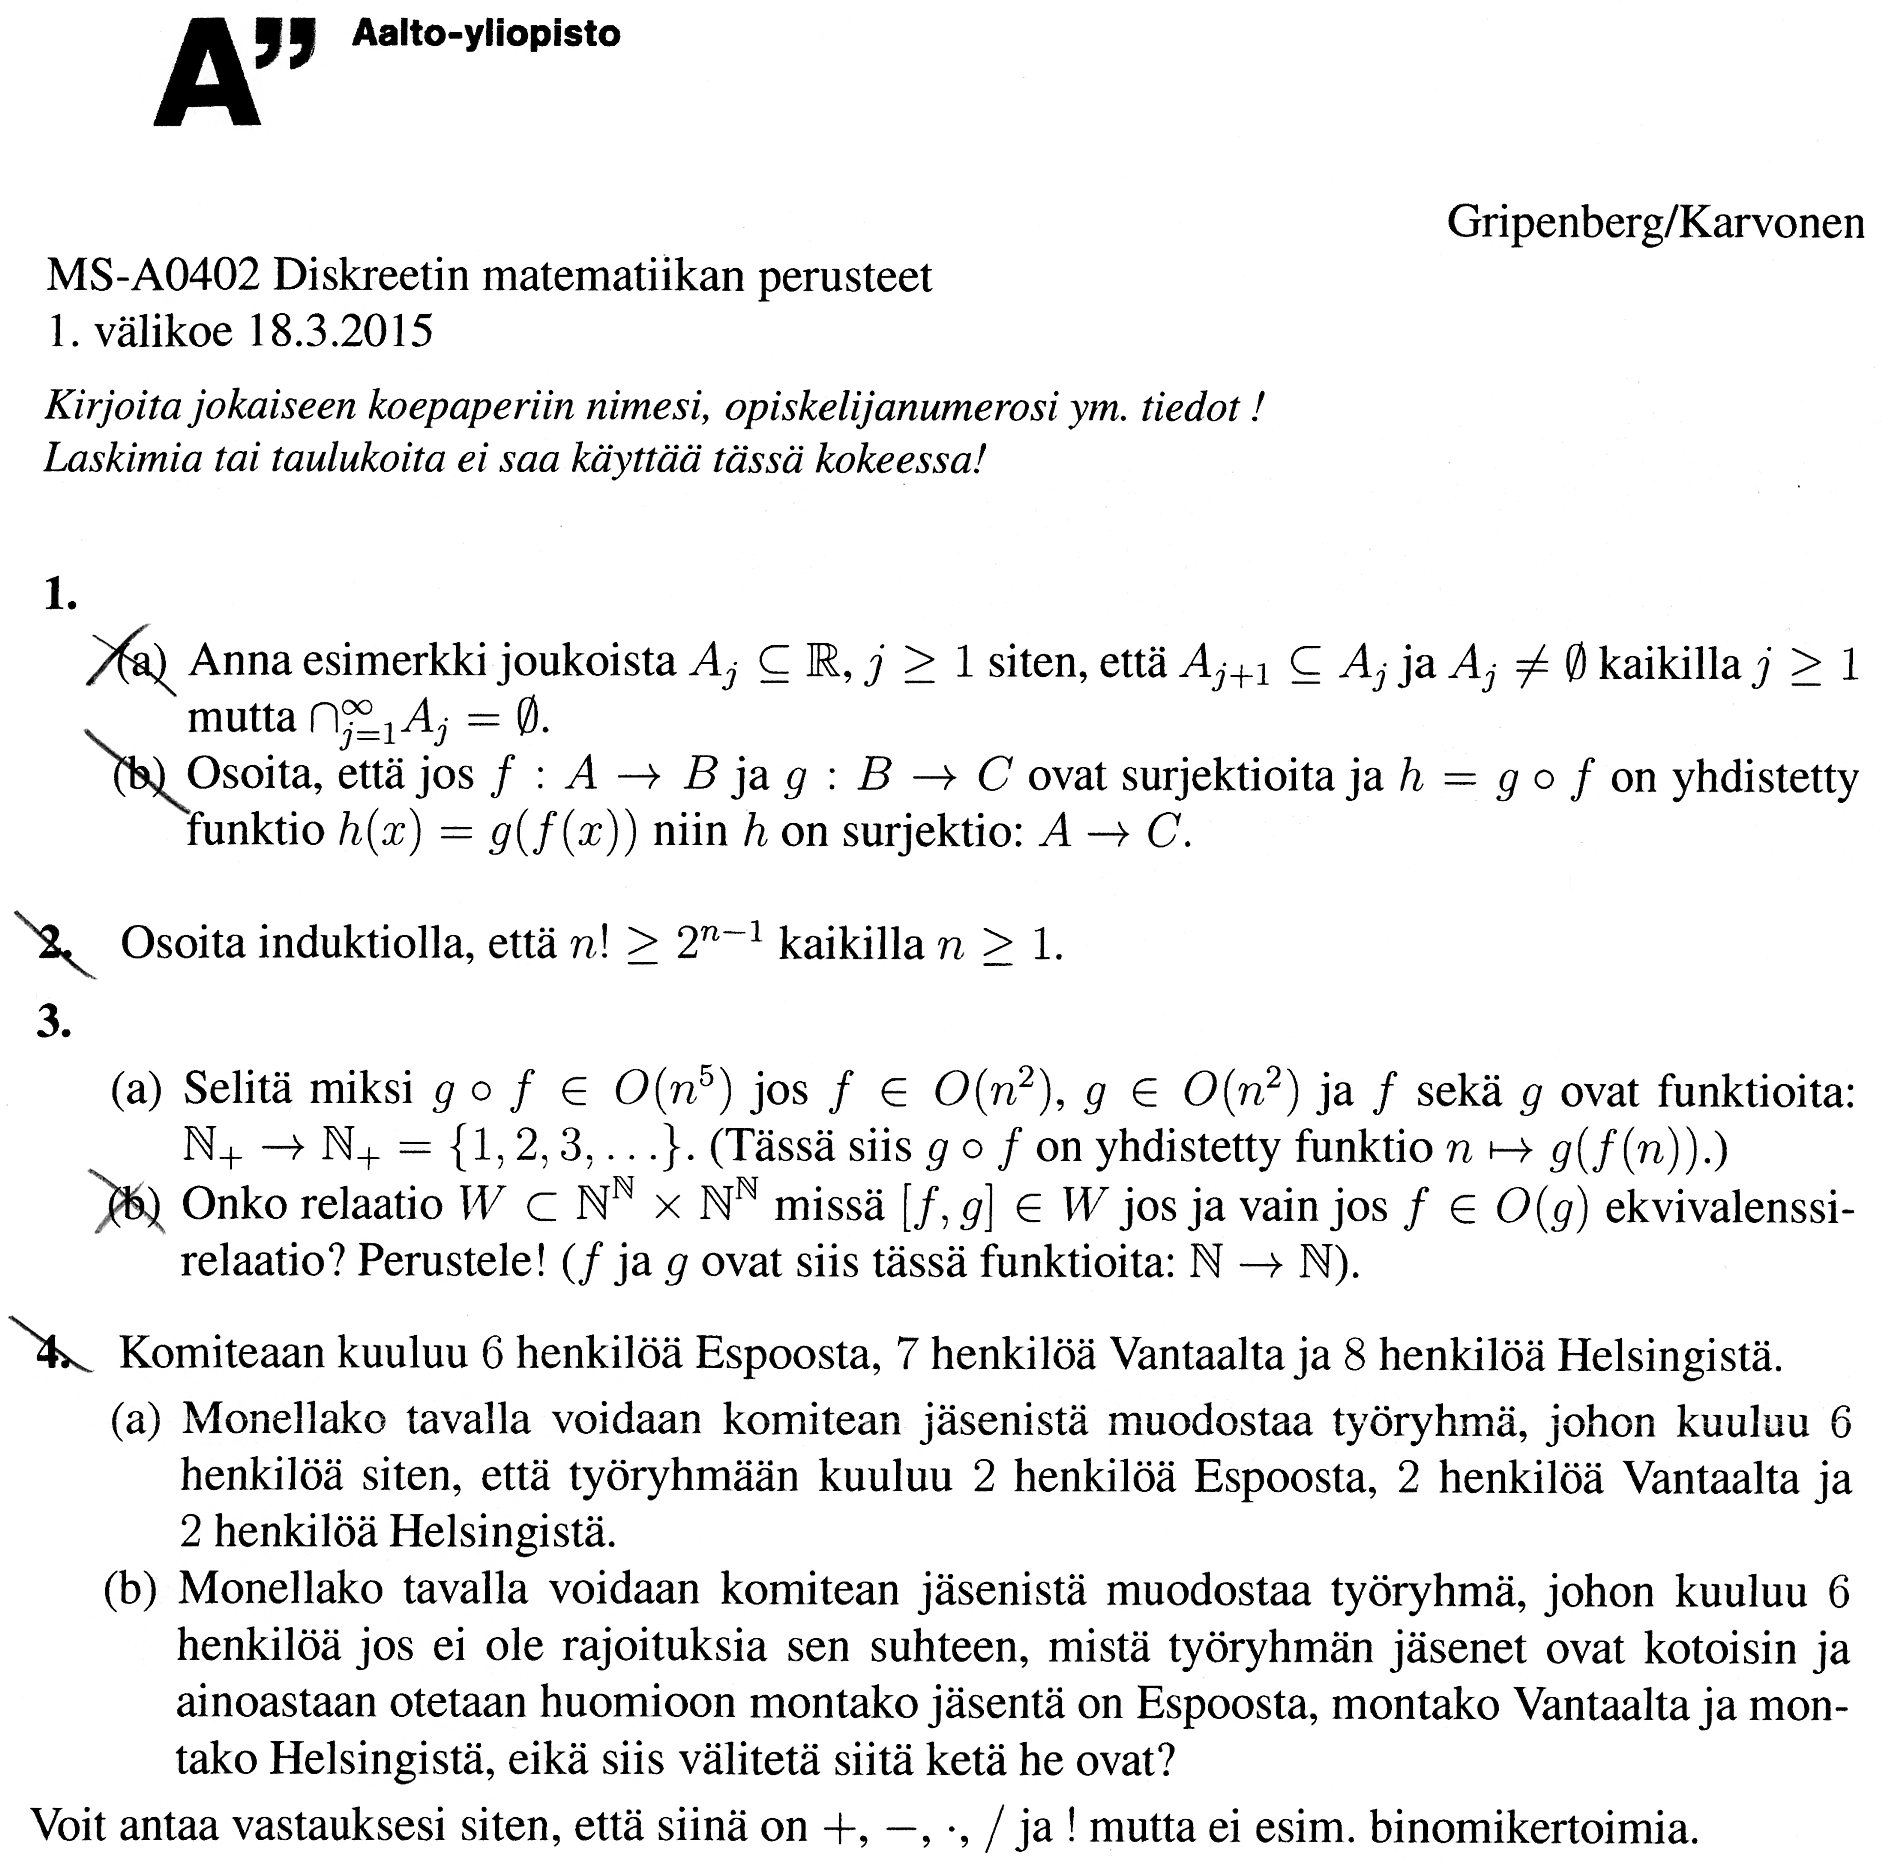 A” Aalto-yliopisto
Gripenberg/Karvonen
MS-A0402 Diskreetin matematiikan perusteet
1. välikoe 18.3.2015
Kirjoita jokaiseen koepaperiin nimesi, opiskelijanumerosi ym. tiedot !
Laskimia tai taulukoita ei saa käyttää tässä kokeessa!
1.
(a) Anna esimerkki joukoista $A_j \subseteq \mathbb{R}, j \geq 1$ siten, että $A_{j+1} \subseteq A_j$ ja $A_j \neq \emptyset$ kaikilla $j \geq 1$
mutta $\cap_{j=1}^{\infty} A_j = \emptyset$.
(b) Osoita, että jos $f : A \to B$ ja $g : B \to C$ ovat surjektioita ja $h = g \circ f$ on yhdistetty
funktio $h(x) = g(f(x))$ niin $h$ on surjektio: $A \to C$.
2. Osoita induktiolla, että $n! \geq 2^{n-1}$ kaikilla $n \geq 1$.
3.
(a) Selitä miksi $g \circ f \in O(n^5)$ jos $f \in O(n^2)$, $g \in O(n^2)$ ja $f$ sekä $g$ ovat funktioita:
$\mathbb{N}_+ \to \mathbb{N}_+ = \{1, 2, 3, \ldots\}$. (Tässä siis $g \circ f$ on yhdistetty funktio $n \mapsto g(f(n))$.)
(b) Onko relaatio $W \subset \mathbb{N}^{\mathbb{N}} \times \mathbb{N}^{\mathbb{N}}$ missä $[f, g] \in W$ jos ja vain jos $f \in O(g)$ ekvivalenssi-
relaatio? Perustele! ($f$ ja $g$ ovat siis tässä funktioita: $\mathbb{N} \to \mathbb{N}$).
4. Komiteaan kuuluu 6 henkilöä Espoosta, 7 henkilöä Vantaalta ja 8 henkilöä Helsingistä.
(a) Monellako tavalla voidaan komitean jäsenistä muodostaa työryhmä, johon kuuluu 6
henkilöä siten, että työryhmään kuuluu 2 henkilöä Espoosta, 2 henkilöä Vantaalta ja
2 henkilöä Helsingistä.
(b) Monellako tavalla voidaan komitean jäsenistä muodostaa työryhmä, johon kuuluu 6
henkilöä jos ei ole rajoituksia sen suhteen, mistä työryhmän jäsenet ovat kotoisin ja
ainoastaan otetaan huomioon montako jäsentä on Espoosta, montako Vantaalta ja mon-
tako Helsingistä, eikä siis välitetä siitä ketä he ovat?
Voit antaa vastauksesi siten, että siinä on +, −, ·, / ja ! mutta ei esim. binomikertoimia.